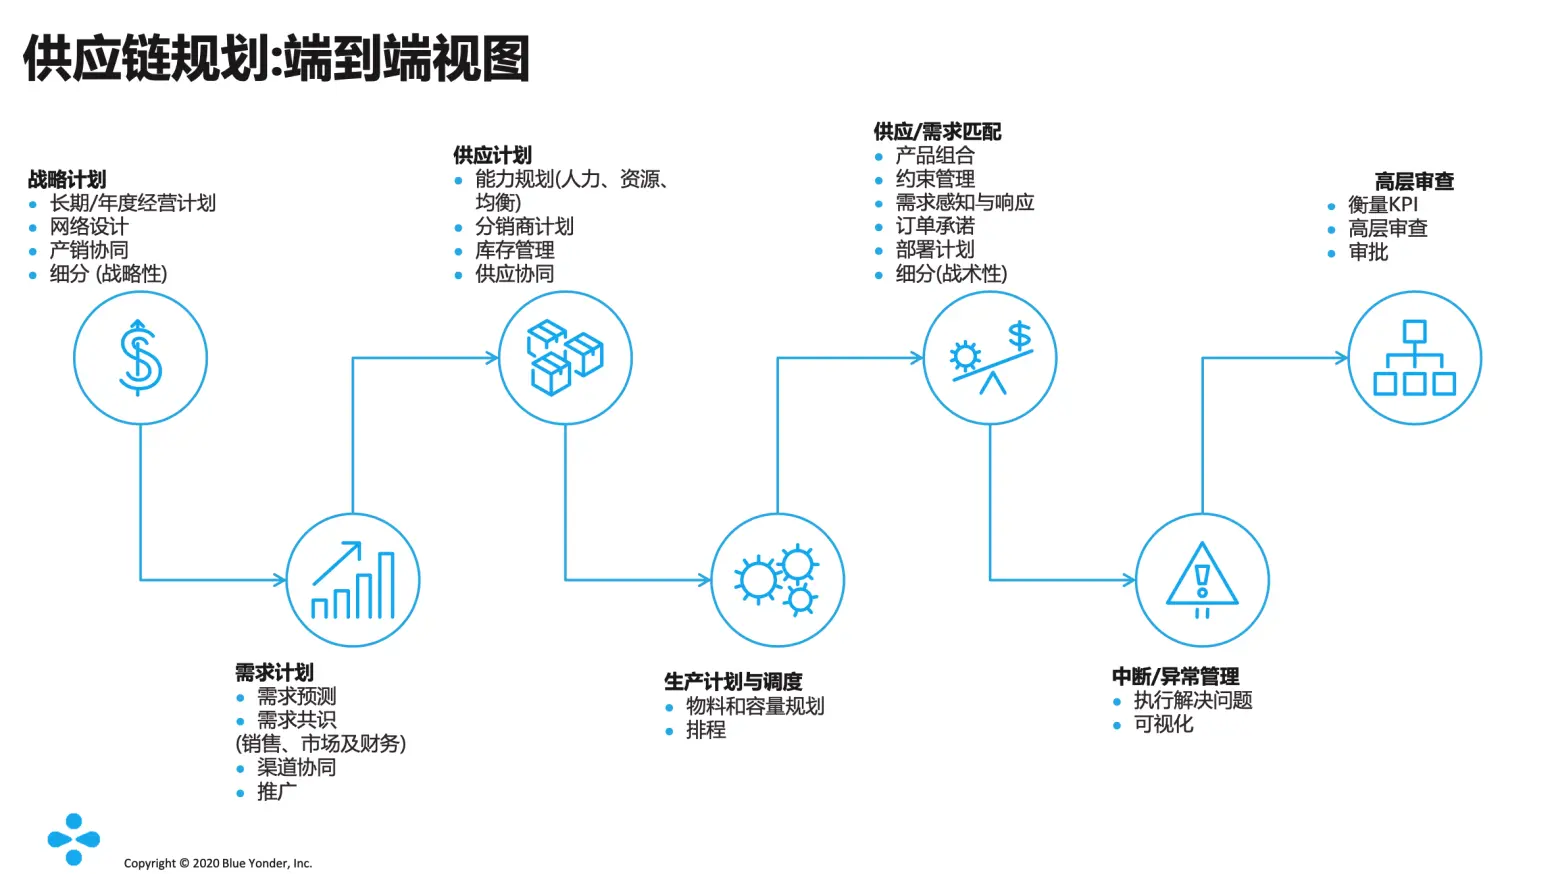 供应链规划:端到端视图
战略计划
长期/年度经营计划
网络设计
产销协同
细分 (战略性)
需求计划
需求预测
需求共识
(销售、市场及财务)
渠道协同
推广
供应计划
能力规划(人力、资源、
均衡)
分销商计划
库存管理
供应协同
生产计划与调度
物料和容量规划
排程
供应/需求匹配
产品组合
约束管理
需求感知与响应
订单承诺
部署计划
细分(战术性)
中断/异常管理
执行解决问题
可视化
高层审查
衡量KPI
高层审查
审批
Copyright © 2020 Blue Yonder, Inc.